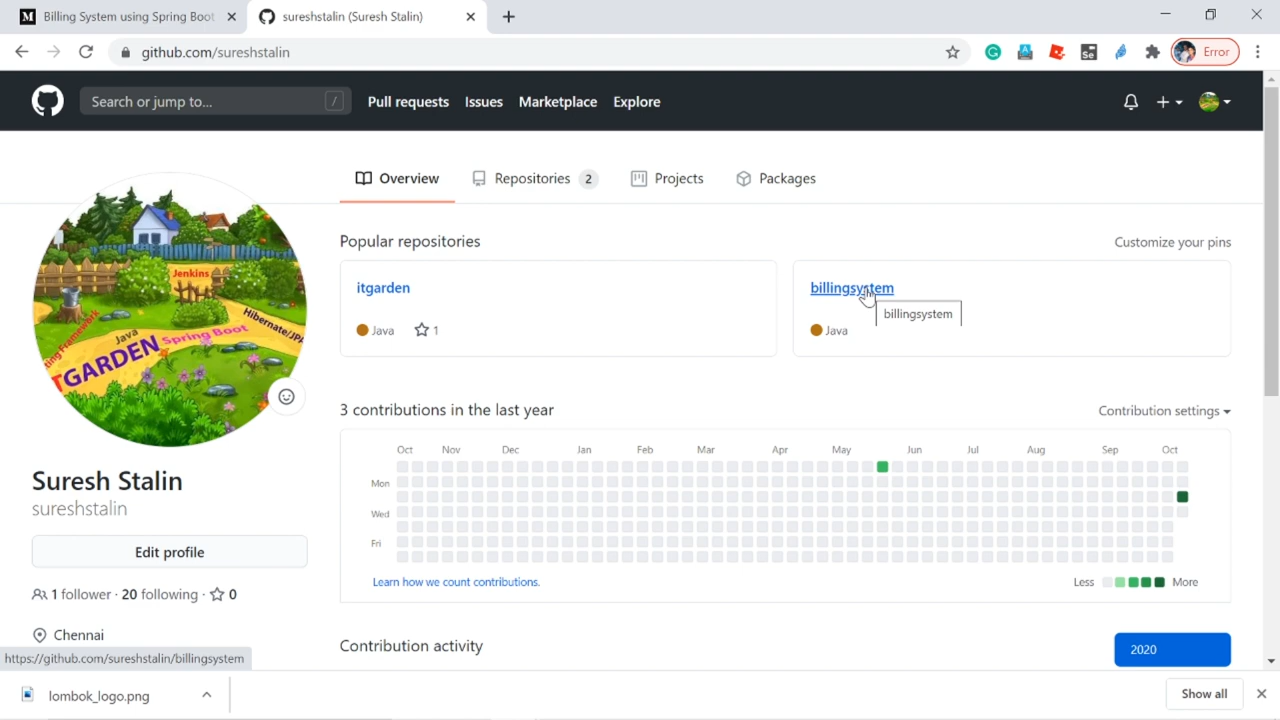 Billing System using Spring Boot
sureshstalin (Suresh Stalin)
github.com/sureshstalin
Error
Search or jump to...
/
Pull requests
Issues
Marketplace
Explore
Overview
Repositories 2
Projects
Packages
Popular repositories
Customize your pins
itgarden
Java
1
billingsystem
billingsystem
Java
Jenkins
Hibernate/JPA
Java
Spring Boot
3 contributions in the last year
Contribution settings
Oct Nov Dec Jan Feb Mar Apr May Jun Jul Aug Sep Oct
Mon
Wed
Fri
Learn how we count contributions.
Less
More
Suresh Stalin
sureshstalin
Edit profile
1 follower · 20 following · 0
Chennai
Contribution activity
2020
https://github.com/sureshstalin/billingsystem
lombok_logo.png
Show all